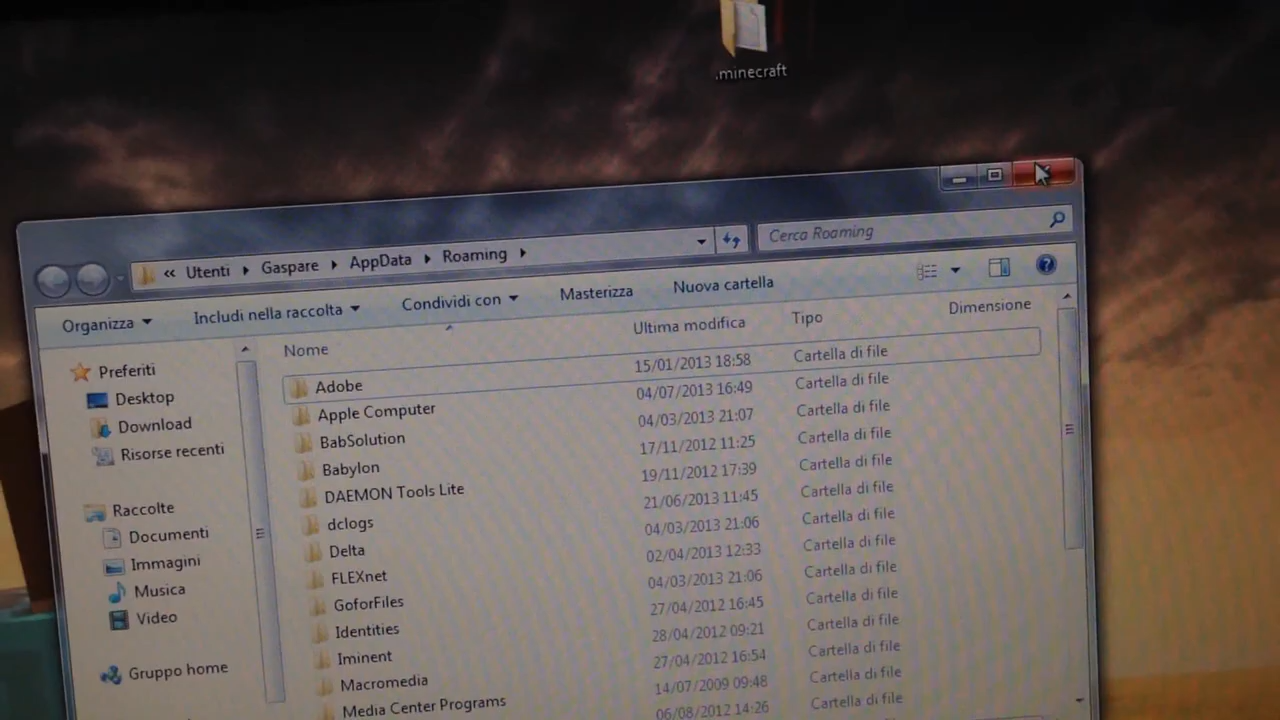 .minecraft
« Utenti Gaspare AppData Roaming
Cerca Roaming
Organizza Includi nella raccolta Condividi con Masterizza Nuova cartella
Nome Ultima modifica Tipo Dimensione
Preferiti
Desktop
Download
Risorse recenti
Raccolte
Documenti
Immagini
Musica
Video
Gruppo home
Adobe 15/01/2013 18:58 Cartella di file
Apple Computer 04/07/2013 16:49 Cartella di file
BabSolution 04/03/2013 21:07 Cartella di file
Babylon 17/11/2012 11:25 Cartella di file
DAEMON Tools Lite 19/11/2012 17:39 Cartella di file
dclogs 21/06/2013 11:45 Cartella di file
Delta 04/03/2013 21:06 Cartella di file
FLEXnet 02/04/2013 12:33 Cartella di file
GoforFiles 04/03/2013 21:06 Cartella di file
Identities 27/04/2012 16:45 Cartella di file
Iminent 28/04/2012 09:21 Cartella di file
Macromedia 27/04/2012 16:54 Cartella di file
Media Center Programs 14/07/2009 09:48 Cartella di file
06/08/2012 14:26 Cartella di file